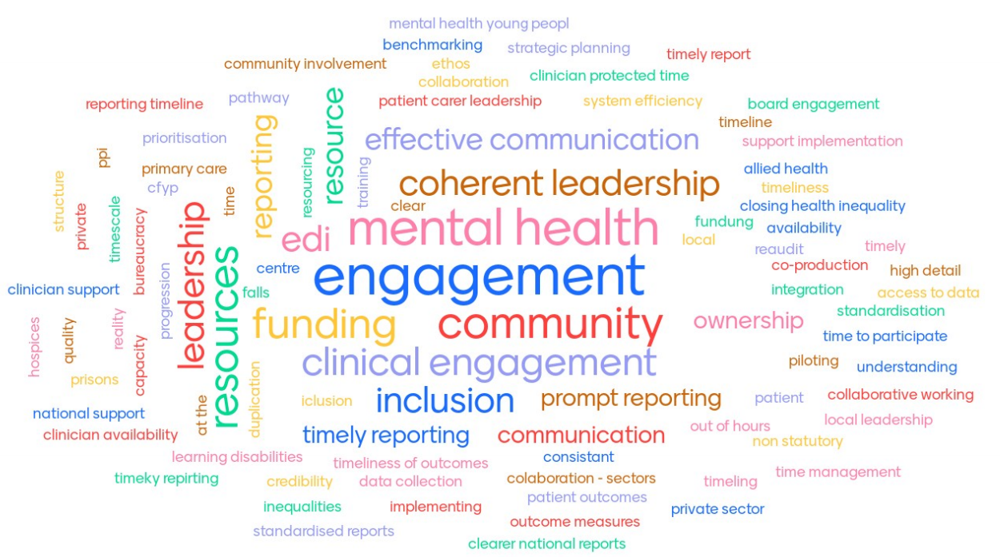 mental health young peopl
benchmarking
strategic planning
timely report
community involvement
ethos
clinician protected time
collaboration
reporting timeline
pathway
resource
patient carer leadership
system efficiency
board engagement
timeline
prioritisation
reporting
effective communication
support implementation
ppi
resourcing
training
primary care
allied health
structure
cfyp
time
coherent leadership
timeliness
private
timescale
bureaucracy
clear
closing health inequality
leadership
edi
mental health
fundung
availability
local
reaudit
timely
resources
centre
engagement
co-production
high detail
clinician support
progression
falls
integration
access to data
hospices
quality
reality
funding
community
ownership
standardisation
time to participate
capacity
prisons
duplication
clinical engagement
piloting
understanding
at the
iclusion
inclusion
prompt reporting
patient
collaborative working
national support
local leadership
clinician availability
timely reporting
communication
out of hours
non statutory
learning disabilities
timeliness of outcomes
consistant
timeky repirting
credibility
data collection
colaboration - sectors
timeling
time management
inequalities
implementing
patient outcomes
private sector
standardised reports
outcome measures
clearer national reports